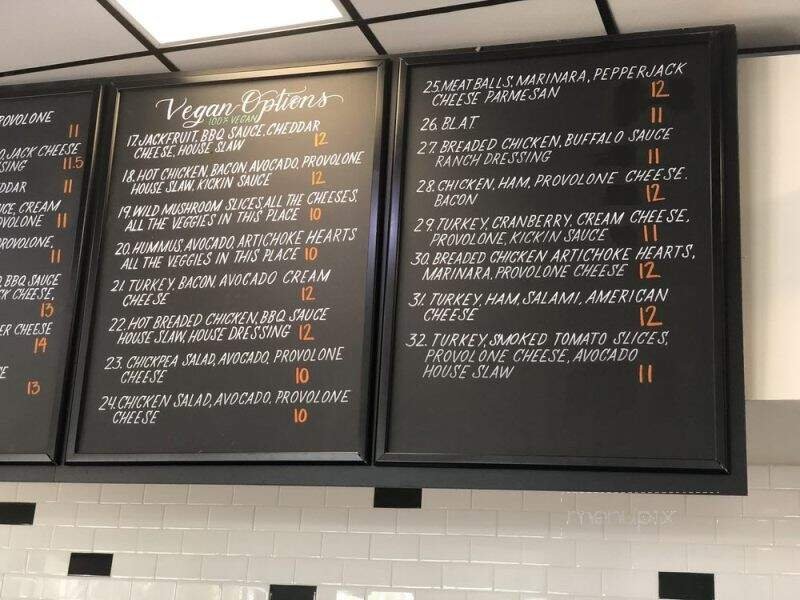 POVOLONE
11
O, JACK CHEESE
SING 11.5
DDAR 11
UCE, CREAM
OVOLONE 11
ROVOLONE,
11
, BBQ SAUCE
CK CHEESE,
13
ER CHEESE
14
CE
13
Vegan Options
100% VEGAN
17. JACKFRUIT, BBQ SAUCE, CHEDDAR
CHEESE, HOUSE SLAW 12
18. HOT CHICKEN, BACON, AVOCADO, PROVOLONE
HOUSE SLAW, KICKIN SAUCE 12
19. WILD MUSHROOM SLICES, ALL THE CHEESES,
ALL THE VEGGIES IN THIS PLACE 10
20. HUMMUS, AVOCADO, ARTICHOKE HEARTS
ALL THE VEGGIES IN THIS PLACE 10
21. TURKEY, BACON, AVOCADO CREAM
CHEESE 12
22. HOT BREADED CHICKEN, BBQ SAUCE
HOUSE SLAW, HOUSE DRESSING 12
23. CHICKPEA SALAD, AVOCADO, PROVOLONE
CHEESE 10
24. CHICKEN SALAD, AVOCADO, PROVOLONE
CHEESE 10
25. MEATBALLS, MARINARA, PEPPERJACK
CHEESE PARMESAN 12
26. BLAT 11
27. BREADED CHICKEN, BUFFALO SAUCE
RANCH DRESSING 11
28. CHICKEN, HAM, PROVOLONE CHEESE.
BACON 12
29. TURKEY, CRANBERRY, CREAM CHEESE,
PROVOLONE, KICKIN SAUCE 11
30. BREADED CHICKEN ARTICHOKE HEARTS,
MARINARA, PROVOLONE CHEESE 12
31. TURKEY, HAM, SALAMI, AMERICAN
CHEESE 12
32. TURKEY, SMOKED TOMATO SLICES,
PROVOLONE CHEESE, AVOCADO
HOUSE SLAW 11
menupix